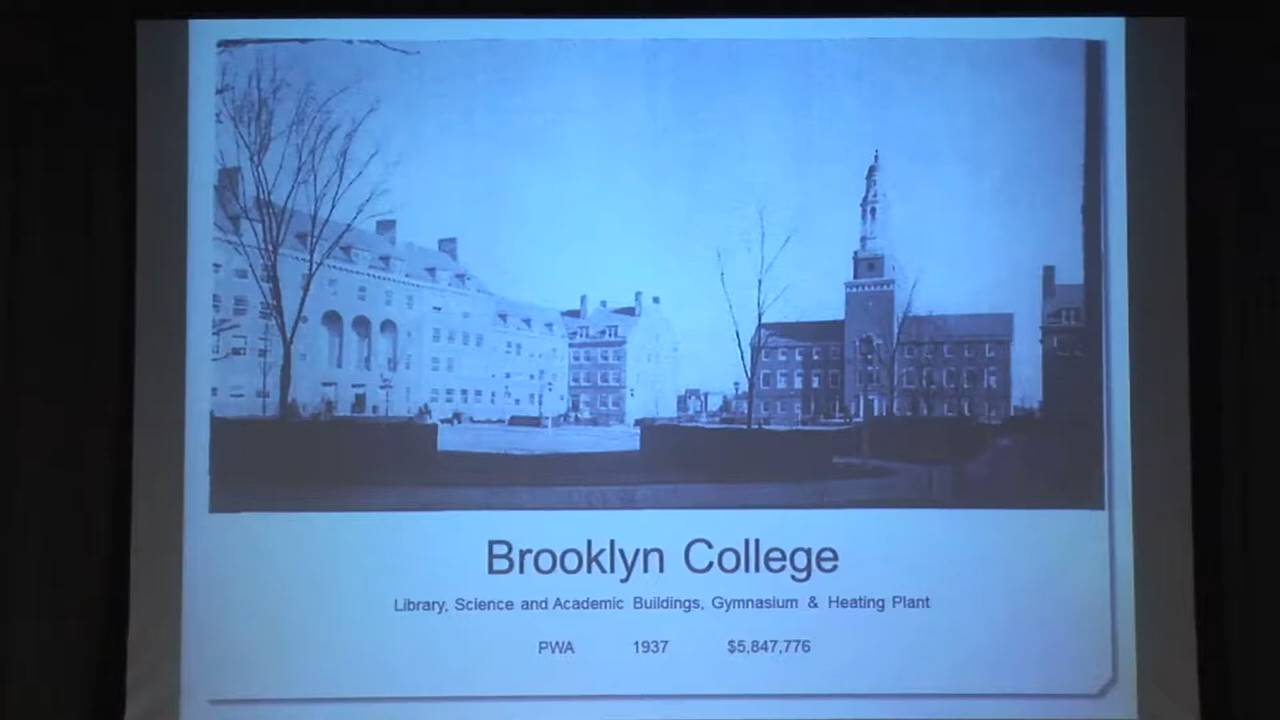 Brooklyn College
Library, Science and Academic Buildings, Gymnasium & Heating Plant
PWA 1937 $5,847,776